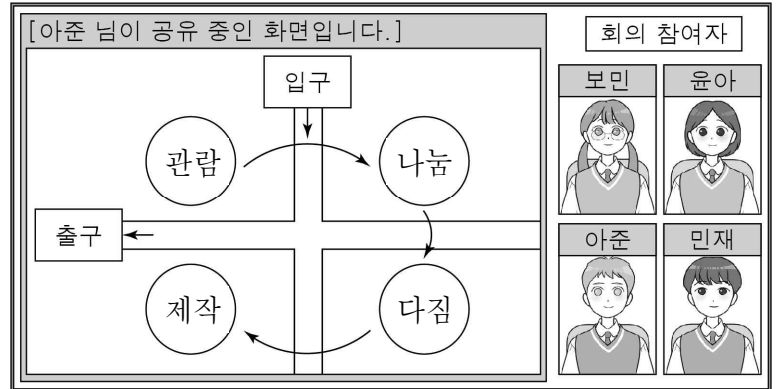 [아준 님이 공유 중인 화면입니다.]
회의 참여자
입구
보민
윤아
관람
나눔
출구
아준
민재
제작
다짐